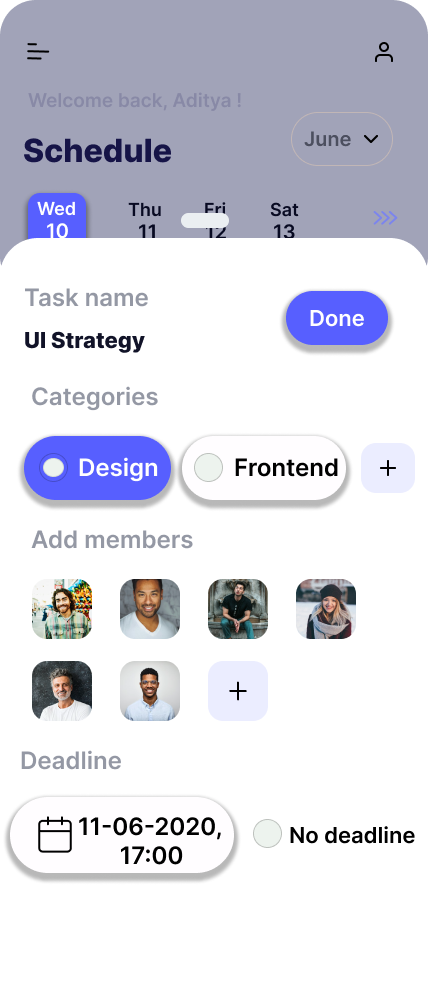 Welcome back, Aditya !
Schedule
June
Wed Thu Fri Sat
10 11 12 13
Task name
UI Strategy
Done
Categories
Design
Frontend
+
Add members
+
Deadline
11-06-2020,
17:00
No deadline